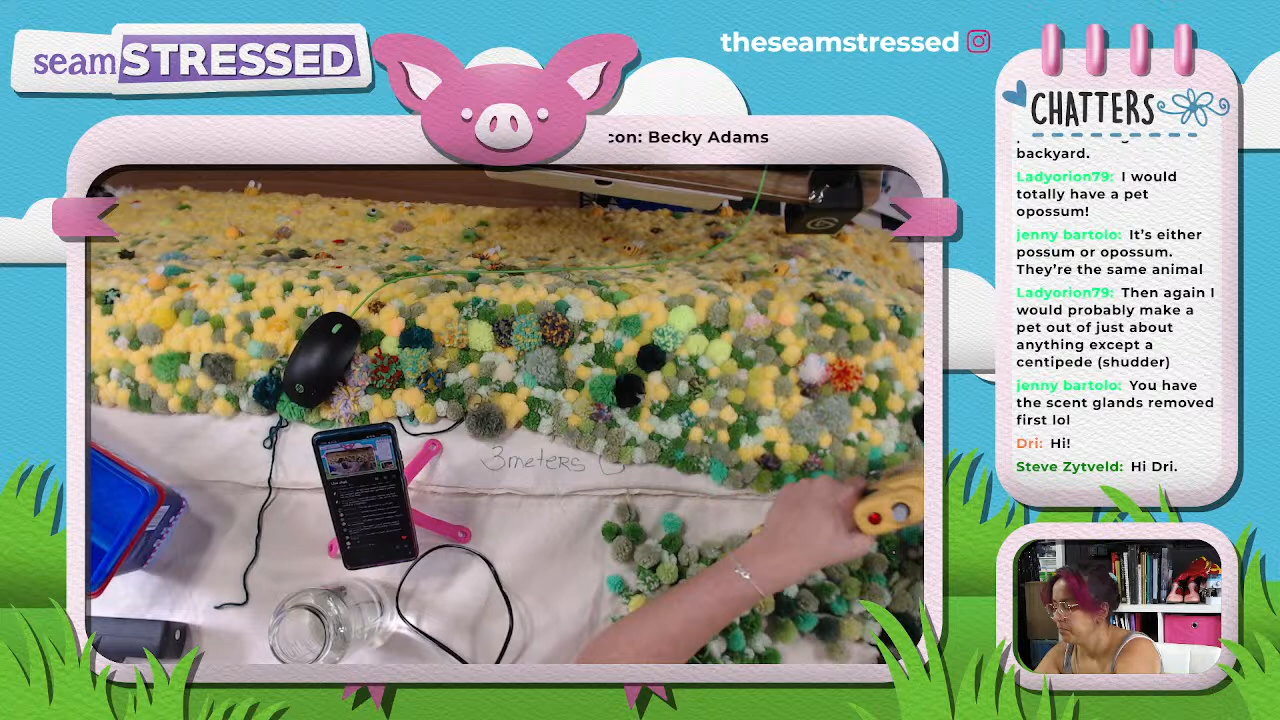 seamSTRESSED
theseamstressed
con: Becky Adams
CHATTERS
backyard.
Ladyorion79: I would
totally have a pet
opossum!
jenny bartolo: It's either
possum or opossum.
They're the same animal
Ladyorion79: Then again I
would probably make a
pet out of just about
anything except a
centipede (shudder)
jenny bartolo: You have
the scent glands removed
first lol
Dri: Hi!
Steve Zytveld: Hi Dri.
3meters